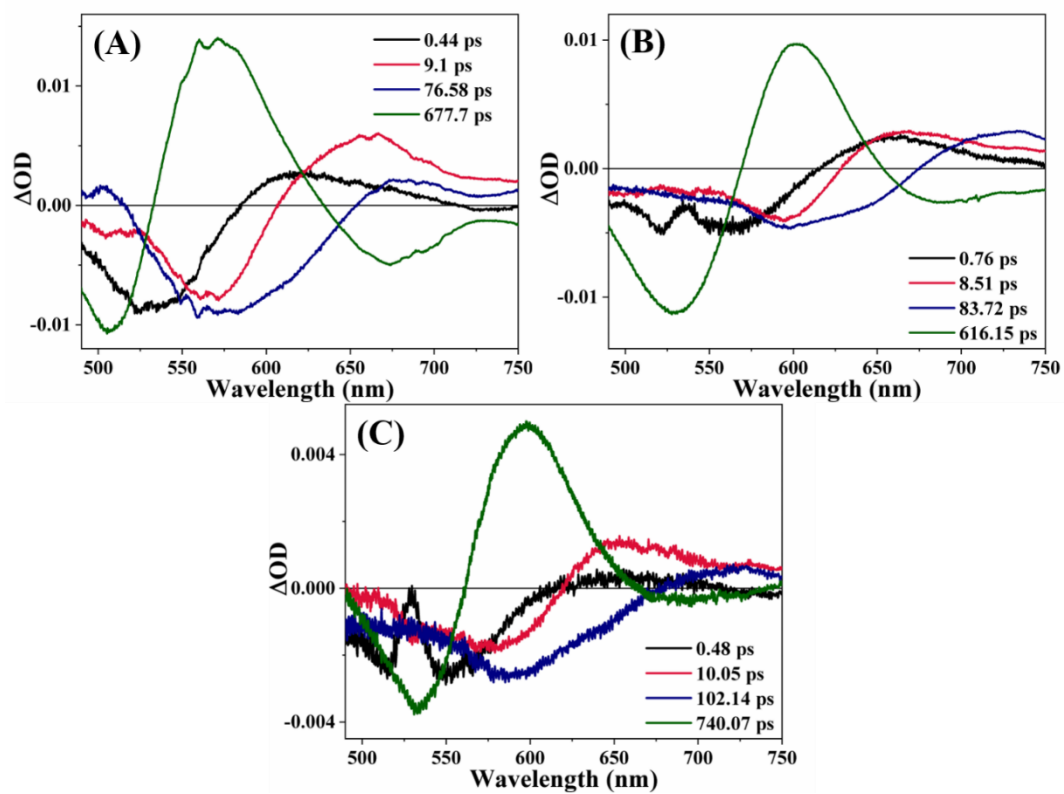 (A)
0.44 ps
9.1 ps
76.58 ps
677.7 ps
0.01
0.00
-0.01
ΔOD
500 550 600 650 700 750
Wavelength (nm)
(B)
0.01
0.00
-0.01
ΔOD
0.76 ps
8.51 ps
83.72 ps
616.15 ps
500 550 600 650 700 750
Wavelength (nm)
(C)
0.004
0.000
-0.004
ΔOD
0.48 ps
10.05 ps
102.14 ps
740.07 ps
500 550 600 650 700 750
Wavelength (nm)